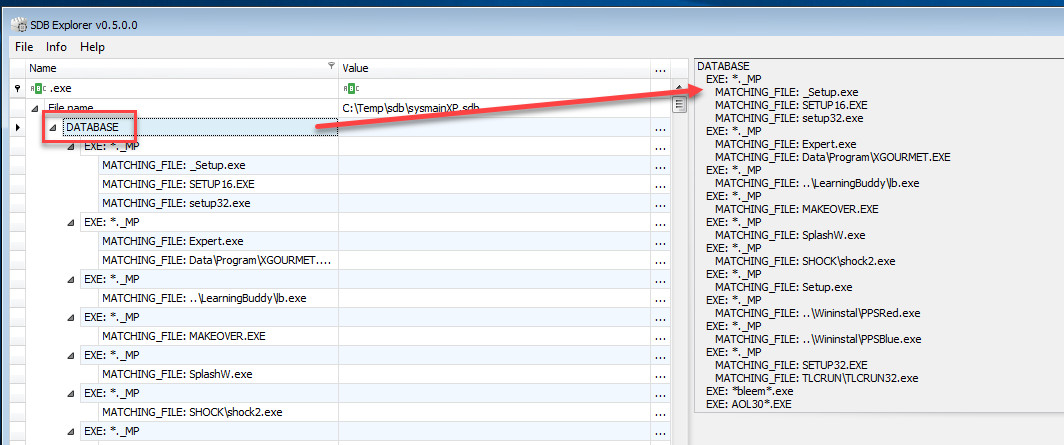 SDB Explorer v0.5.0.0
File Info Help
Name Value ...
ABC .exe ABC
File name C:\Temp\sdb\sysmainXP.sdb
DATABASE ...
EXE: *._MP ...
MATCHING_FILE: _Setup.exe ...
MATCHING_FILE: SETUP16.EXE ...
MATCHING_FILE: setup32.exe ...
EXE: *._MP ...
MATCHING_FILE: Expert.exe ...
MATCHING_FILE: Data\Program\XGOURMET.... ...
EXE: *._MP ...
MATCHING_FILE: ..\LearningBuddy\lb.exe ...
EXE: *._MP ...
MATCHING_FILE: MAKEOVER.EXE ...
EXE: *._MP ...
MATCHING_FILE: SplashW.exe ...
EXE: *._MP ...
MATCHING_FILE: SHOCK\shock2.exe ...
EXE: *._MP ...
DATABASE
EXE: *._MP
MATCHING_FILE: _Setup.exe
MATCHING_FILE: SETUP16.EXE
MATCHING_FILE: setup32.exe
EXE: *._MP
MATCHING_FILE: Expert.exe
MATCHING_FILE: Data\Program\XGOURMET.EXE
EXE: *._MP
MATCHING_FILE: ..\LearningBuddy\lb.exe
EXE: *._MP
MATCHING_FILE: MAKEOVER.EXE
EXE: *._MP
MATCHING_FILE: SplashW.exe
EXE: *._MP
MATCHING_FILE: SHOCK\shock2.exe
EXE: *._MP
MATCHING_FILE: Setup.exe
EXE: *._MP
MATCHING_FILE: ..\Wininstal\PPSRed.exe
EXE: *._MP
MATCHING_FILE: ..\Wininstal\PPSBlue.exe
EXE: *._MP
MATCHING_FILE: SETUP32.EXE
MATCHING_FILE: TLCRUN\TLCRUN32.exe
EXE: *bleem*.exe
EXE: AOL30*.EXE